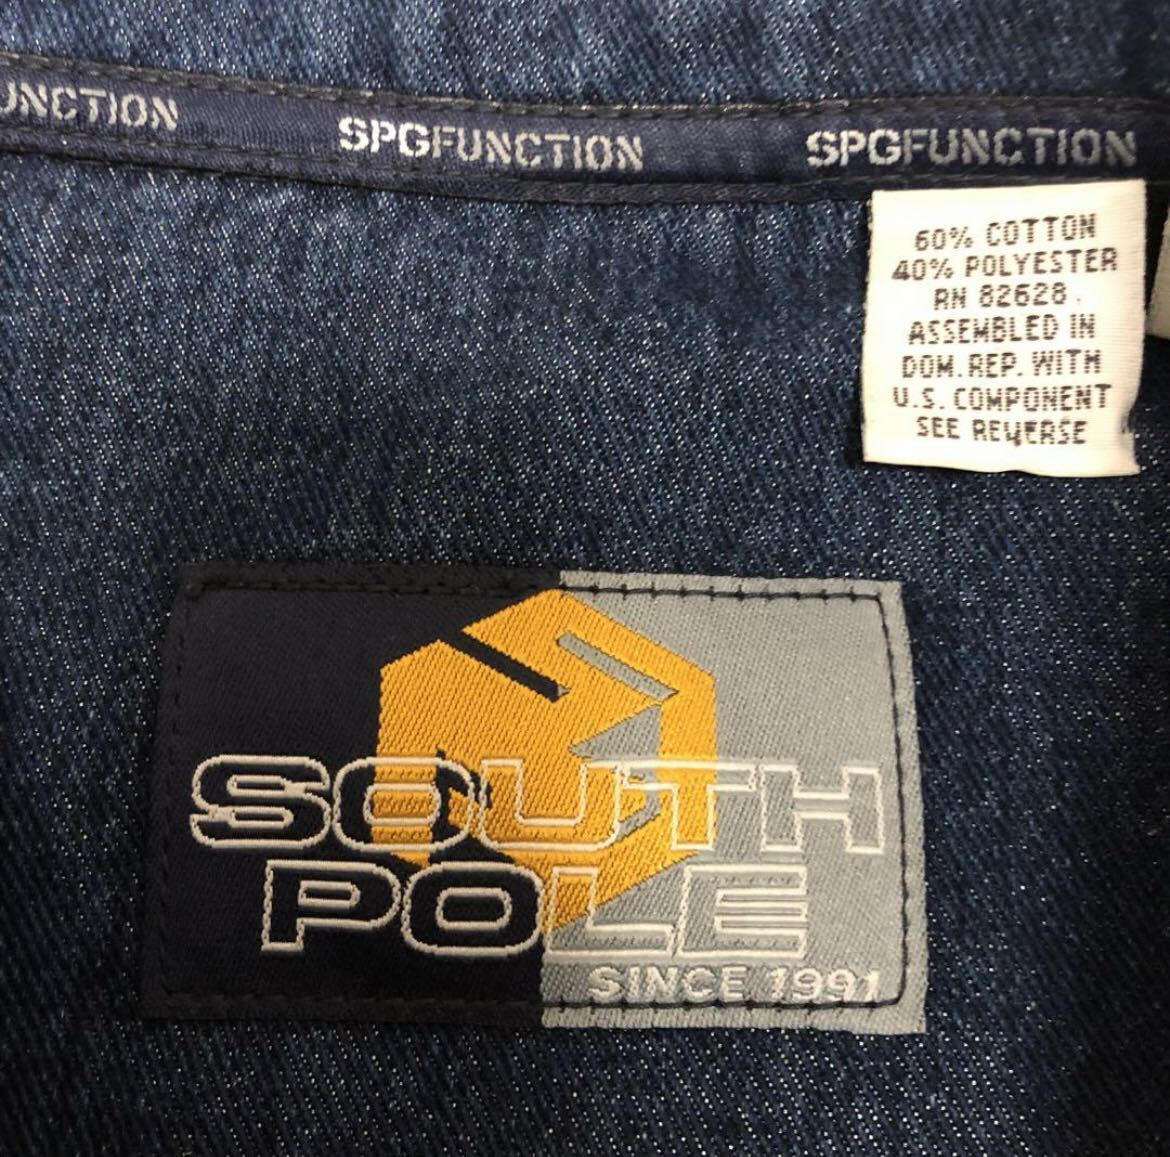 UNCTION SPGFUNCTION SPGFUNCTION
60% COTTON
40% POLYESTER
RN 82628
ASSEMBLED IN
DOM. REP. WITH
U.S. COMPONENT
SEE REVERSE
SOUTH
POLE
SINCE 1991